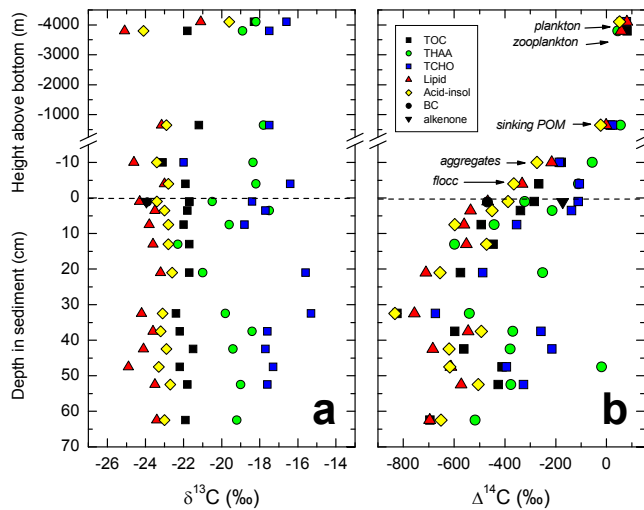 Height above bottom (m)
Depth in sediment (cm)
-4000
-3000
-2000
-1000
-10
0
10
20
30
40
50
60
70
-26 -24 -22 -20 -18 -16 -14
δ¹³C (‰)
a
TOC
THAA
TCHO
Lipid
Acid-insol
BC
alkenone
plankton
zooplankton
sinking POM
aggregates
flocc
-800 -600 -400 -200 0
Δ¹⁴C (‰)
b